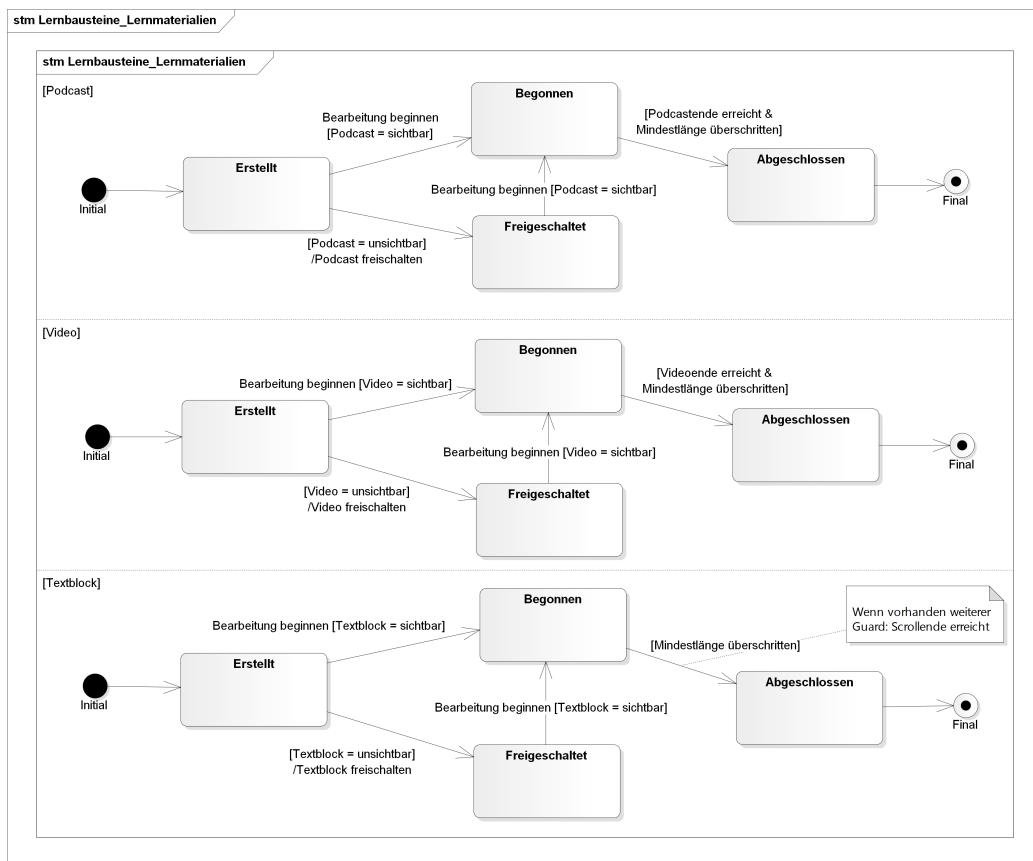 stm Lernbausteine_Lernmaterialien
stm Lernbausteine_Lernmaterialien
[Podcast]
Begonnen
Bearbeitung beginnen
[Podcast = sichtbar]
[Podcastende erreicht &
Mindestlänge überschritten]
Erstellt
Abgeschlossen
Bearbeitung beginnen [Podcast = sichtbar]
Initial
Final
Freigeschaltet
[Podcast = unsichtbar]
/Podcast freischalten
[Video]
Begonnen
[Videoende erreicht &
Mindestlänge überschritten]
Bearbeitung beginnen [Video = sichtbar]
Erstellt
Abgeschlossen
Bearbeitung beginnen [Video = sichtbar]
Initial
Final
[Video = unsichtbar]
/Video freischalten
Freigeschaltet
[Textblock]
Begonnen
Wenn vorhanden weiterer
Guard: Scrollende erreicht
Bearbeitung beginnen [Textblock = sichtbar]
[Mindestlänge überschritten]
Erstellt
Abgeschlossen
Bearbeitung beginnen [Textblock = sichtbar]
Initial
Final
[Textblock = unsichtbar]
/Textblock freischalten
Freigeschaltet